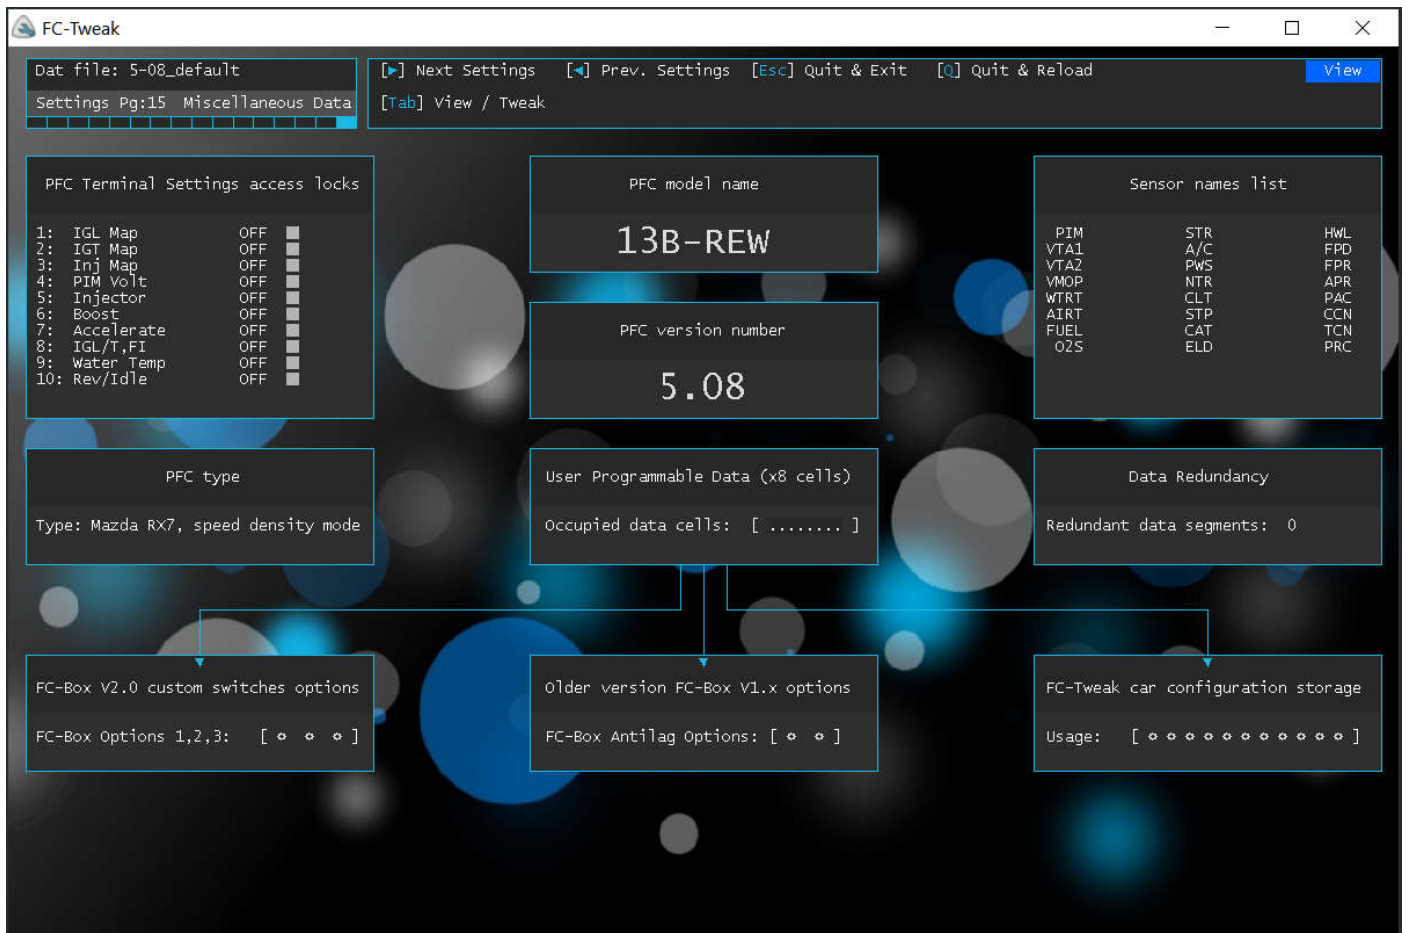 FC-Tweak
Dat file: 5-08_default
Settings Pg:15 Miscellaneous Data
[►] Next Settings [◄] Prev. Settings [Esc] Quit & Exit [Q] Quit & Reload
View
[Tab] View / Tweak
PFC Terminal Settings access locks
1: IGL Map OFF
2: IGT Map OFF
3: Inj Map OFF
4: PIM Volt OFF
5: Injector OFF
6: Boost OFF
7: Accelerate OFF
8: IGL/T,FI OFF
9: Water Temp OFF
10: Rev/Idle OFF
PFC model name
13B-REW
PFC version number
5.08
Sensor names list
PIM STR HWL
VTA1 A/C FPD
VTA2 PWS FPR
VMOP NTR APR
WTRT CLT PAC
AIRT STP CCN
FUEL CAT TCN
O2S ELD PRC
PFC type
Type: Mazda RX7, speed density mode
User Programmable Data (x8 cells)
Occupied data cells: [ ........ ]
Data Redundancy
Redundant data segments: 0
FC-Box V2.0 custom switches options
FC-Box Options 1,2,3: [ ¤ ¤ ¤ ]
Older version FC-Box V1.x options
FC-Box Antilag Options: [ ¤ ¤ ]
FC-Tweak car configuration storage
Usage: [ ¤ ¤ ¤ ¤ ¤ ¤ ¤ ¤ ¤ ¤ ¤ ]